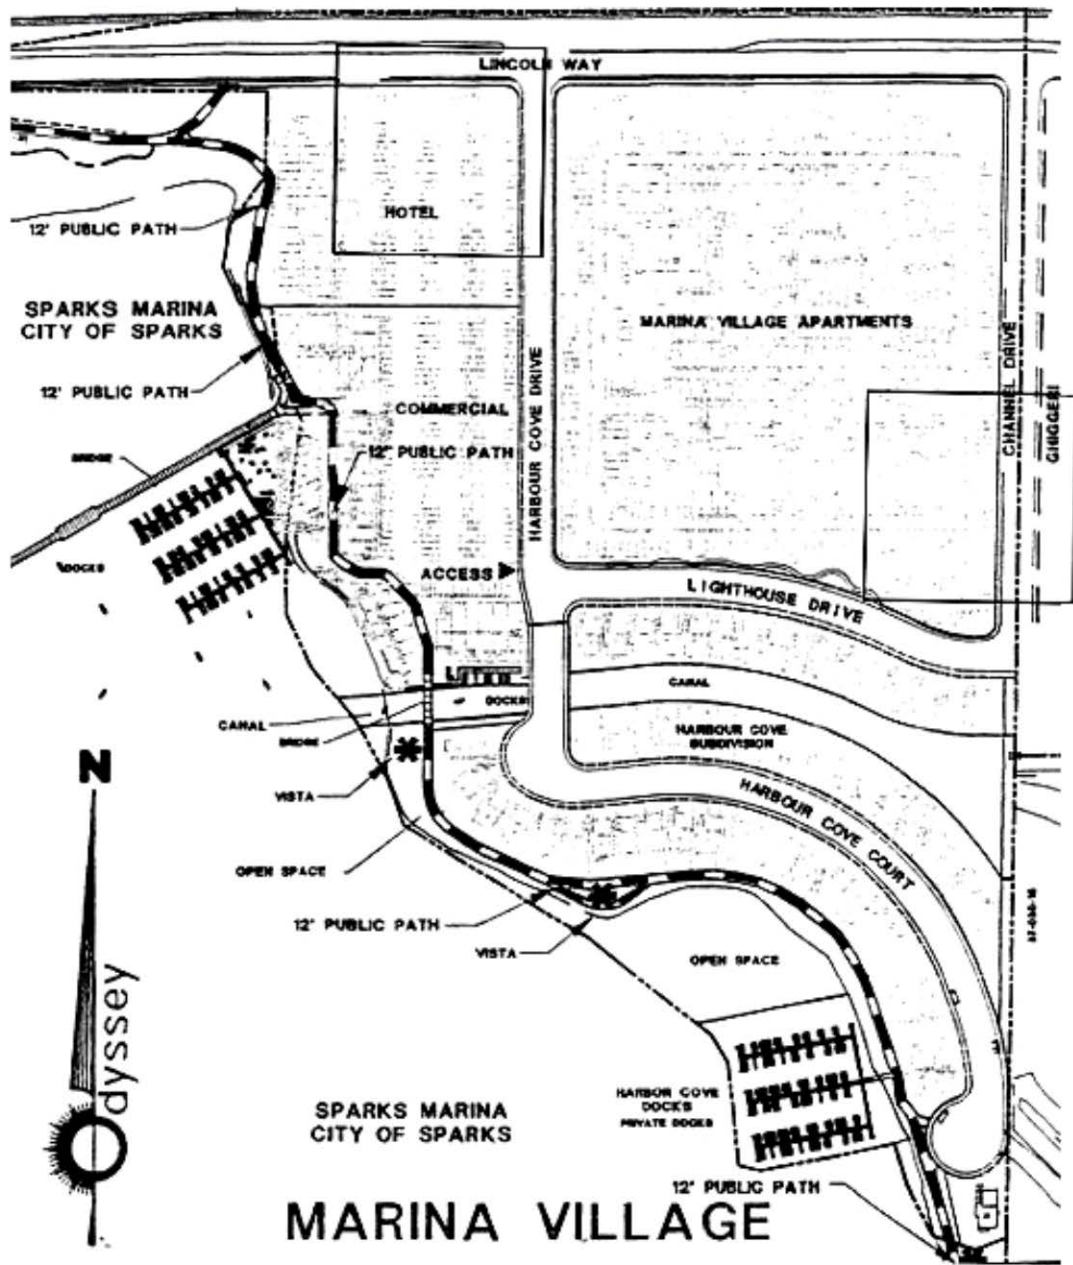 LINCOLN WAY
HOTEL
12' PUBLIC PATH
SPARKS MARINA
CITY OF SPARKS
MARINA VILLAGE APARTMENTS
HARBOUR COVE DRIVE
CHANNEL DRIVE
GHIGGERI
12' PUBLIC PATH
COMMERCIAL
12' PUBLIC PATH
BRIDGE
DOCKS
ACCESS
LIGHTHOUSE DRIVE
CANAL
DOCKS
CANAL
BRIDGE
HARBOUR COVE
SUBDIVISION
N
VISTA
HARBOUR COVE COURT
OPEN SPACE
12' PUBLIC PATH
VISTA
OPEN SPACE
dyssey
HARBOR COVE
DOCKS
PRIVATE DOCKS
SPARKS MARINA
CITY OF SPARKS
12' PUBLIC PATH
MARINA VILLAGE